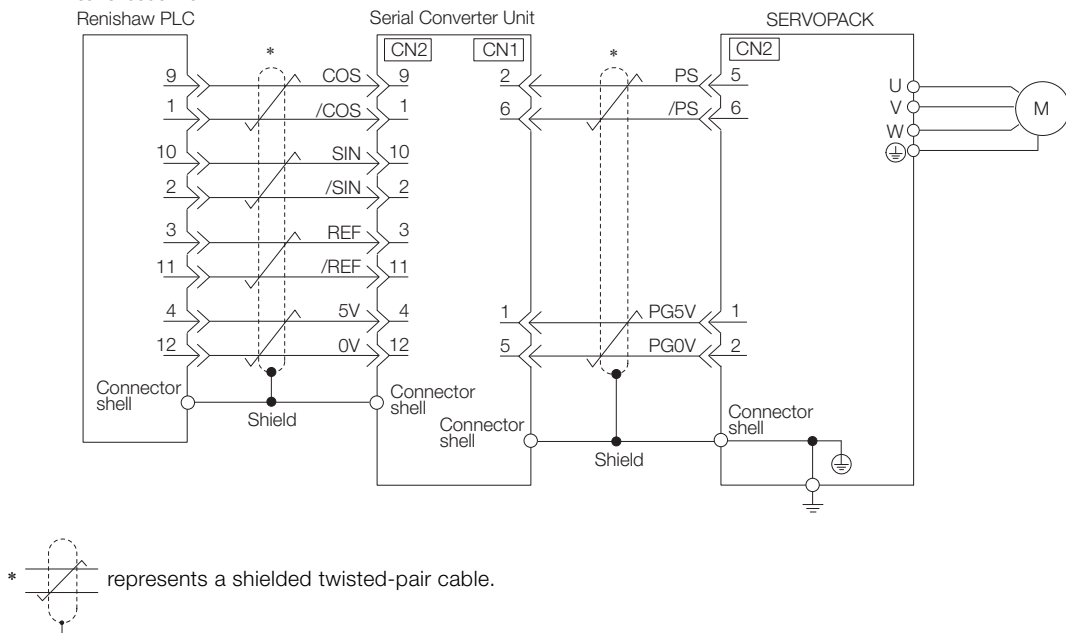 Renishaw PLC
Serial Converter Unit
SERVOPACK
*
*
CN2
CN1
CN2
9
COS
9
2
PS
5
1
/COS
1
6
/PS
6
U
V
W
M
10
SIN
10
2
/SIN
2
3
REF
3
11
/REF
11
4
5V
4
1
PG5V
1
12
0V
12
5
PG0V
2
Connector
shell
Shield
Connector
shell
Connector
shell
Shield
Connector
shell
* represents a shielded twisted-pair cable.